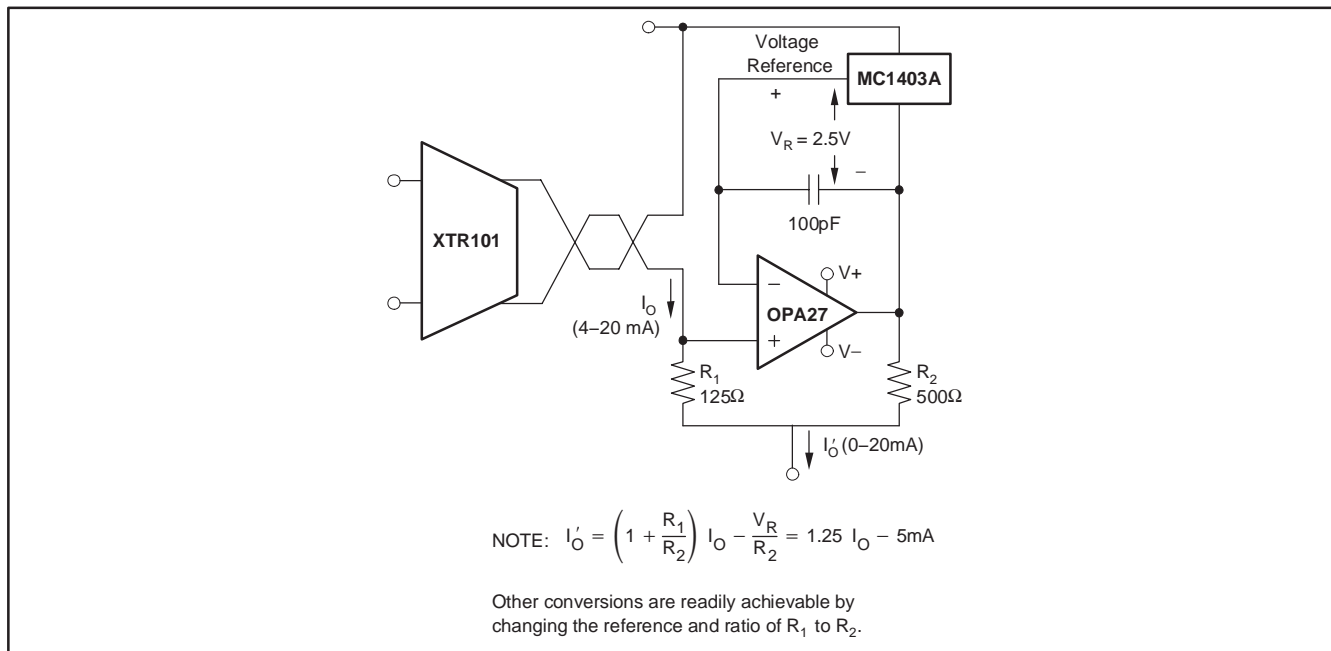 Voltage
Reference
MC1403A
+
V_R = 2.5V
−
100pF
XTR101
− V+
OPA27
I_O
(4–20 mA)
+ V−
R_1
125Ω
R_2
500Ω
I'_O (0–20mA)
NOTE: I'_O = (1 + R_1/R_2) I_O − V_R/R_2 = 1.25 I_O − 5mA
Other conversions are readily achievable by
changing the reference and ratio of R_1 to R_2.